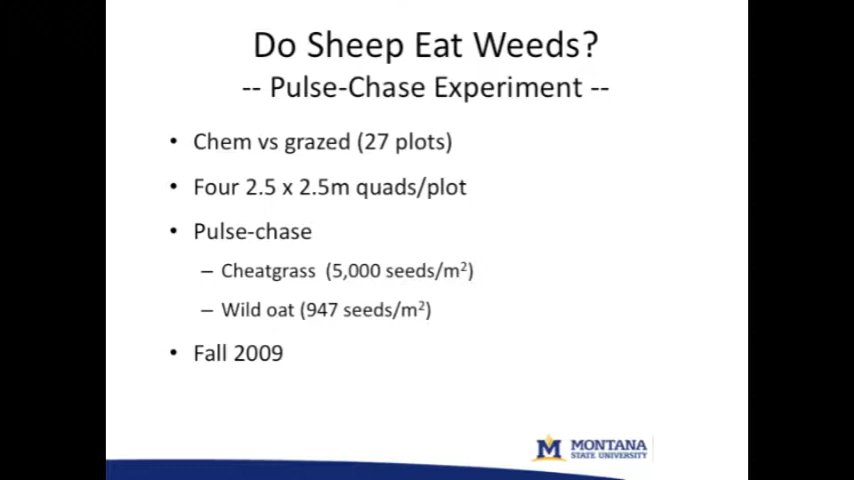 Do Sheep Eat Weeds?
-- Pulse-Chase Experiment --
• Chem vs grazed (27 plots)
• Four 2.5 x 2.5m quads/plot
• Pulse-chase
– Cheatgrass (5,000 seeds/m²)
– Wild oat (947 seeds/m²)
• Fall 2009
M MONTANA
STATE UNIVERSITY